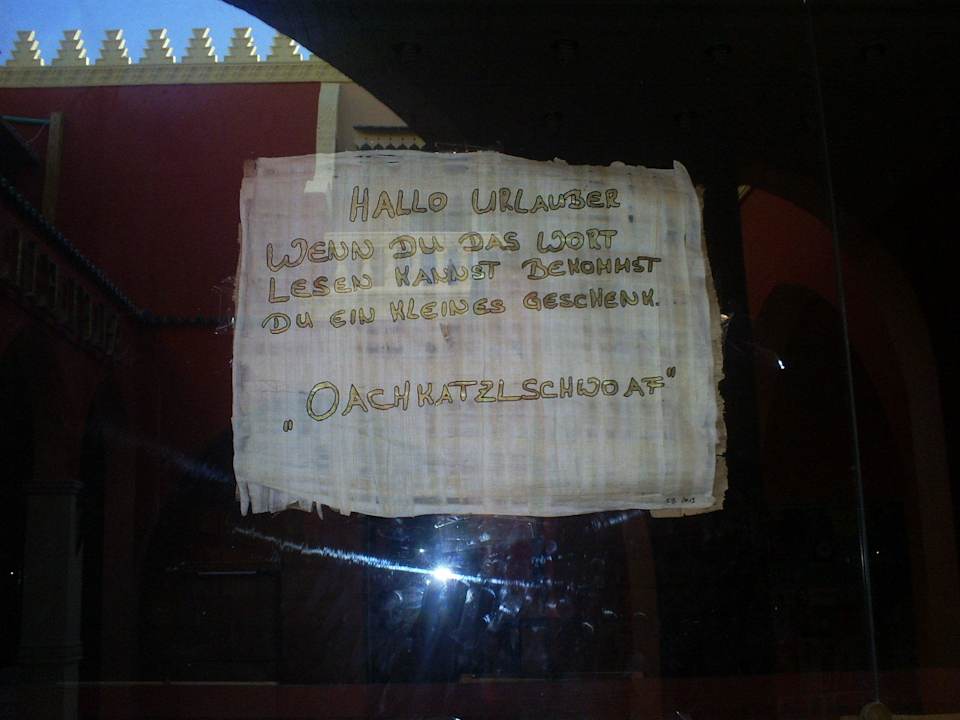 HALLO URLAUBER
WENN DU DAS WORT
LESEN KANNST BEKOMMST
DU EIN KLEINES GESCHENK.
„OACHKATZLSCHWOAF"